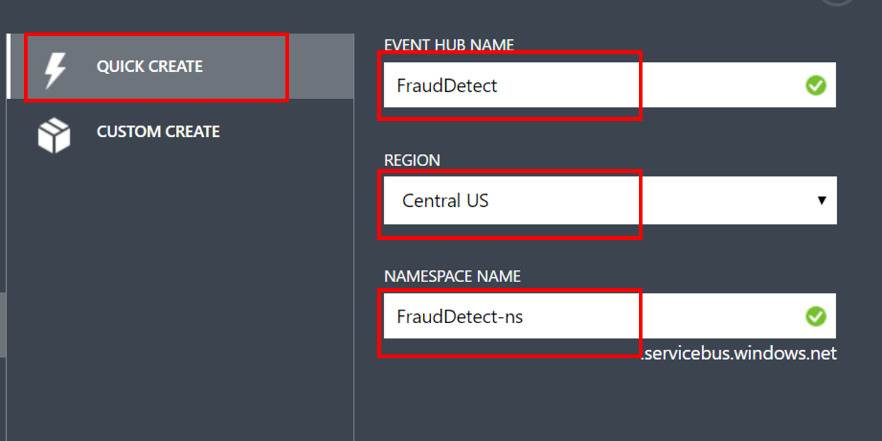 QUICK CREATE
CUSTOM CREATE
EVENT HUB NAME
FraudDetect
REGION
Central US
NAMESPACE NAME
FraudDetect-ns
.servicebus.windows.net